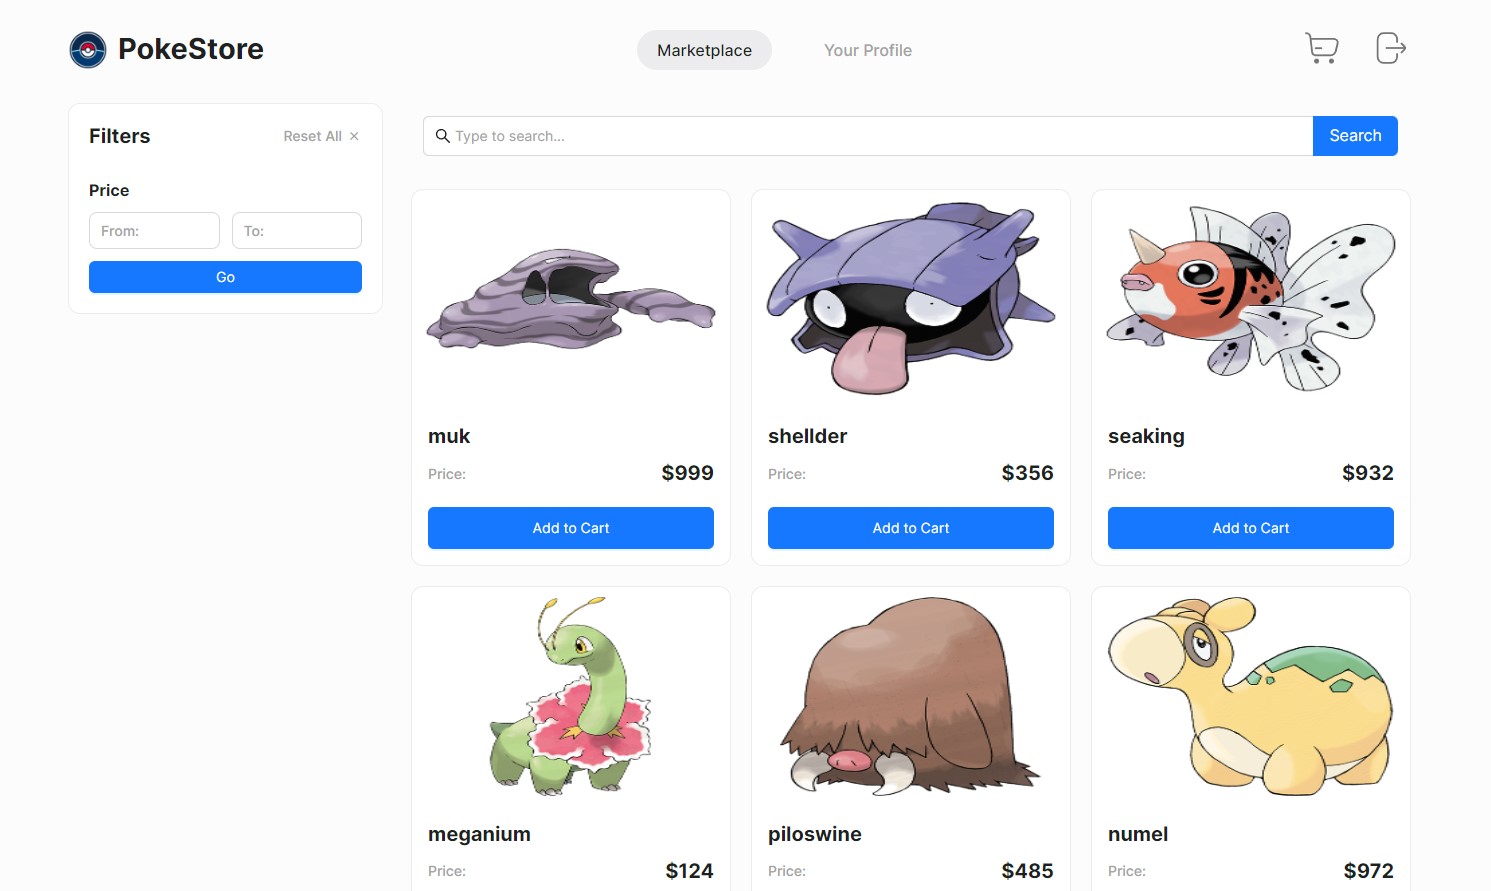 PokeStore
Marketplace
Your Profile
Filters
Reset All ×
Price
From:
To:
Go
Type to search...
Search
muk
Price: $999
Add to Cart
shellder
Price: $356
Add to Cart
seaking
Price: $932
Add to Cart
meganium
Price: $124
piloswine
Price: $485
numel
Price: $972